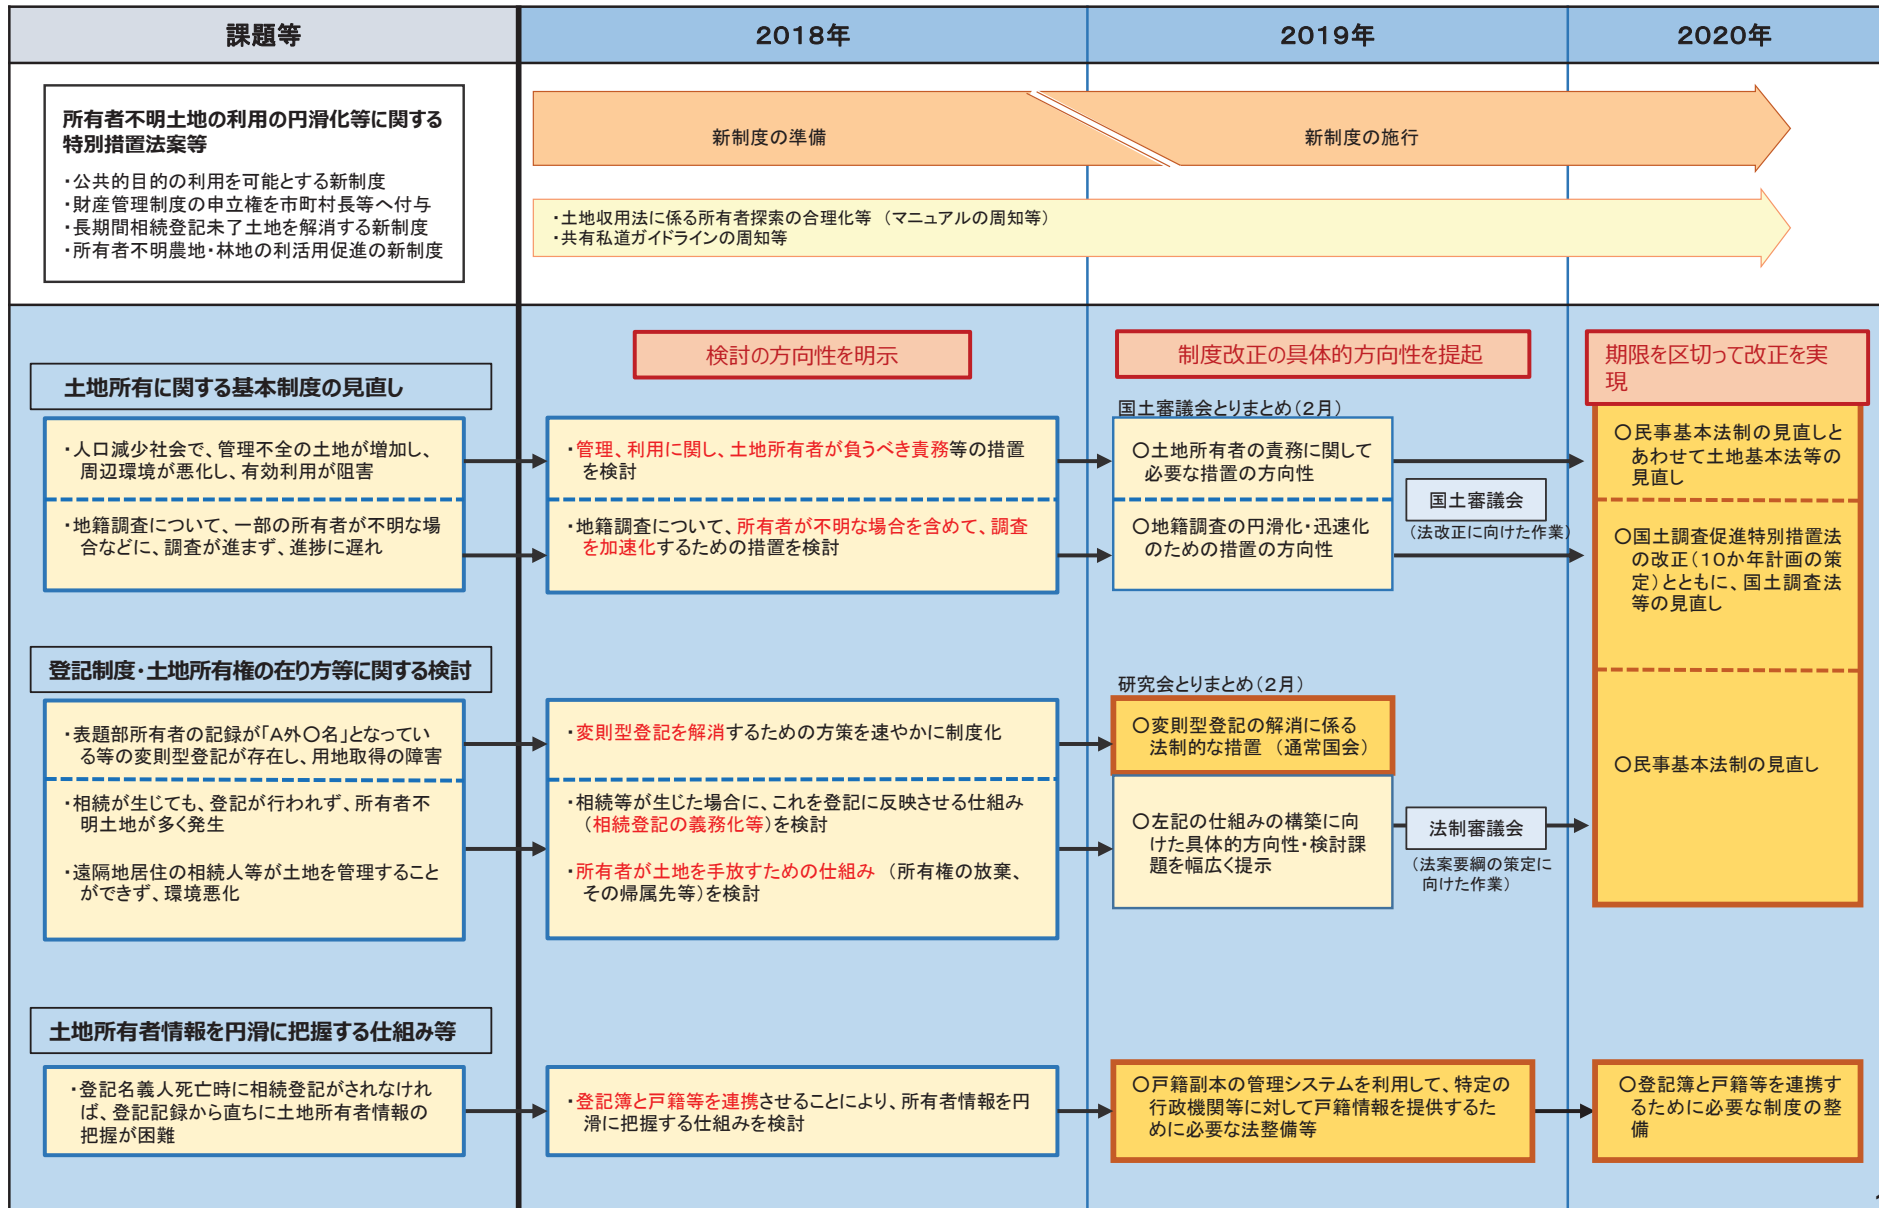 課題等
2018年
2019年
2020年
所有者不明土地の利用の円滑化等に関する
特別措置法案等
・公共的目的の利用を可能とする新制度
・財産管理制度の申立権を市町村長等へ付与
・長期間相続登記未了土地を解消する新制度
・所有者不明農地・林地の利活用促進の新制度
新制度の準備
新制度の施行
・土地収用法に係る所有者探索の合理化等（マニュアルの周知等）
・共有私道ガイドラインの周知等
検討の方向性を明示
制度改正の具体的方向性を提起
期限を区切って改正を実
現
土地所有に関する基本制度の見直し
・人口減少社会で、管理不全の土地が増加し、
周辺環境が悪化し、有効利用が阻害
・地籍調査について、一部の所有者が不明な場
合などに、調査が進まず、進捗に遅れ
・管理、利用に関し、土地所有者が負うべき責務等の措置
を検討
・地籍調査について、所有者が不明な場合を含めて、調査
を加速化するための措置を検討
国土審議会とりまとめ（２月）
○土地所有者の責務に関して
必要な措置の方向性
○地籍調査の円滑化・迅速化
のための措置の方向性
国土審議会
（法改正に向けた作業）
○民事基本法制の見直しと
あわせて土地基本法等の
見直し
○国土調査促進特別措置法
の改正（１０か年計画の策
定）とともに、国土調査法
等の見直し
○民事基本法制の見直し
登記制度・土地所有権の在り方等に関する検討
・表題部所有者の記録が「A外○名」となってい
る等の変則型登記が存在し、用地取得の障害
・相続が生じても、登記が行われず、所有者不
明土地が多く発生
・遠隔地居住の相続人等が土地を管理すること
ができず、環境悪化
・変則型登記を解消するための方策を速やかに制度化
・相続等が生じた場合に、これを登記に反映させる仕組み
（相続登記の義務化等）を検討
・所有者が土地を手放すための仕組み（所有権の放棄、
その帰属先等）を検討
研究会とりまとめ（２月）
○変則型登記の解消に係る
法制的な措置（通常国会）
○左記の仕組みの構築に向
けた具体的方向性・検討課
題を幅広く提示
法制審議会
（法案要綱の策定に
向けた作業）
土地所有者情報を円滑に把握する仕組み等
・登記名義人死亡時に相続登記がされなけれ
ば、登記記録から直ちに土地所有者情報の
把握が困難
・登記簿と戸籍等を連携させることにより、所有者情報を円
滑に把握する仕組みを検討
○戸籍副本の管理システムを利用して、特定の
行政機関等に対して戸籍情報を提供するた
めに必要な法整備等
○登記簿と戸籍等を連携す
るために必要な制度の整
備